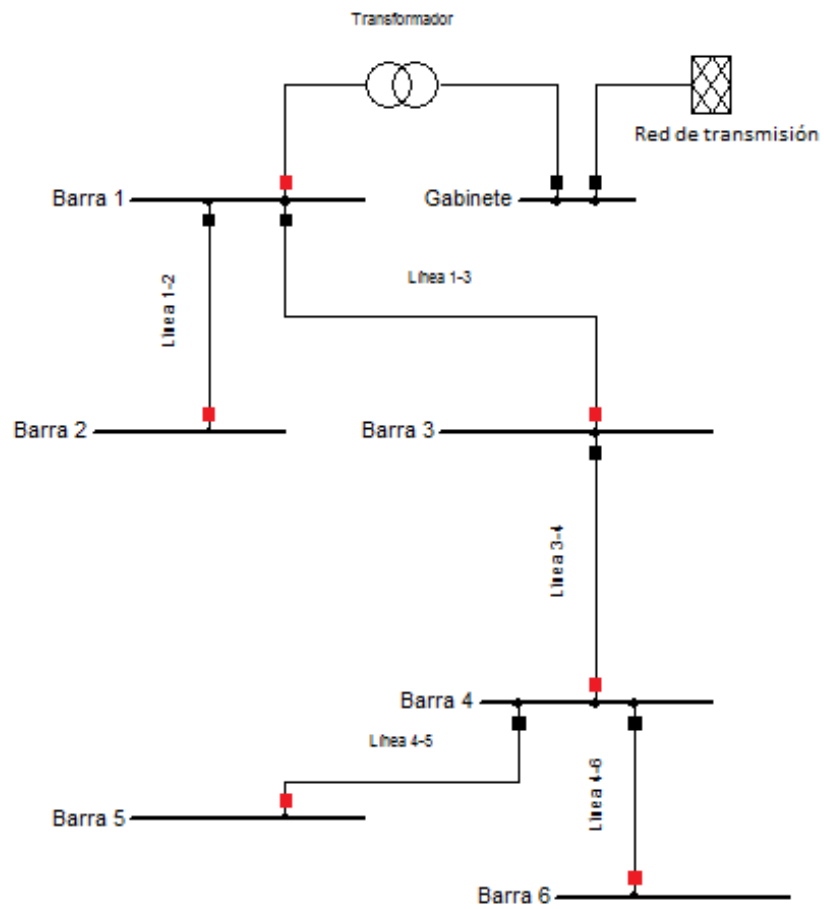 Transformador
Red de transmisión
Barra 1
Gabinete
Línea 1-3
Línea 1-2
Barra 2
Barra 3
Línea 3-4
Barra 4
Línea 4-5
Línea 4-6
Barra 5
Barra 6